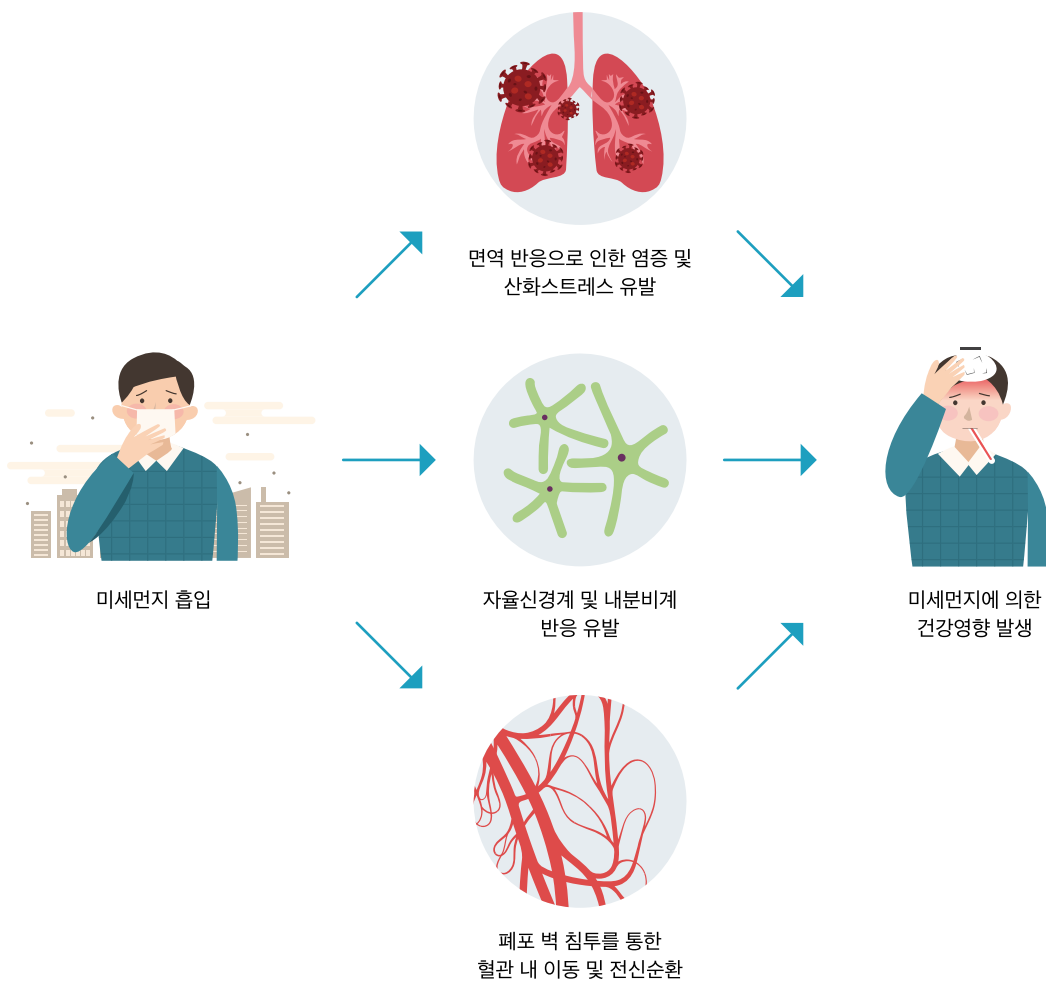 면역 반응으로 인한 염증 및
산화스트레스 유발
미세먼지 흡입
자율신경계 및 내분비계
반응 유발
미세먼지에 의한
건강영향 발생
폐포 벽 침투를 통한
혈관 내 이동 및 전신순환